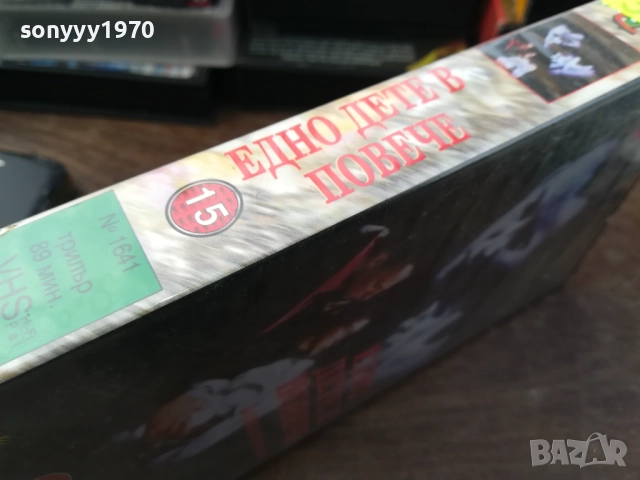 sonyyy1970
ЕДНО ДЕТЕ В
ПОВЕЧЕ
15
№ 1641
трилър
89 мин.
VHS
BAZAR